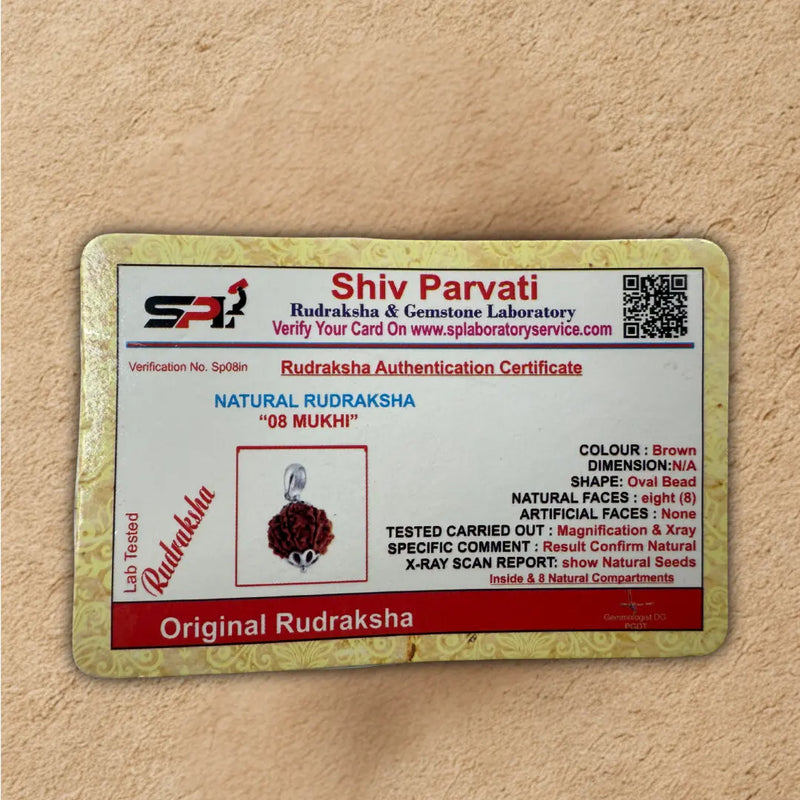 SPL
Shiv Parvati
Rudraksha & Gemstone Laboratory
Verify Your Card On www.splaboratoryservice.com
Verification No. Sp08in
Rudraksha Authentication Certificate
NATURAL RUDRAKSHA
“08 MUKHI”
Lab Tested
Rudraksha
COLOUR : Brown
DIMENSION:N/A
SHAPE: Oval Bead
NATURAL FACES : eight (8)
ARTIFICIAL FACES : None
TESTED CARRIED OUT : Magnification & Xray
SPECIFIC COMMENT : Result Confirm Natural
X-RAY SCAN REPORT: show Natural Seeds
Inside & 8 Natural Compartments
Original Rudraksha
Gemmologist DG
PGDT